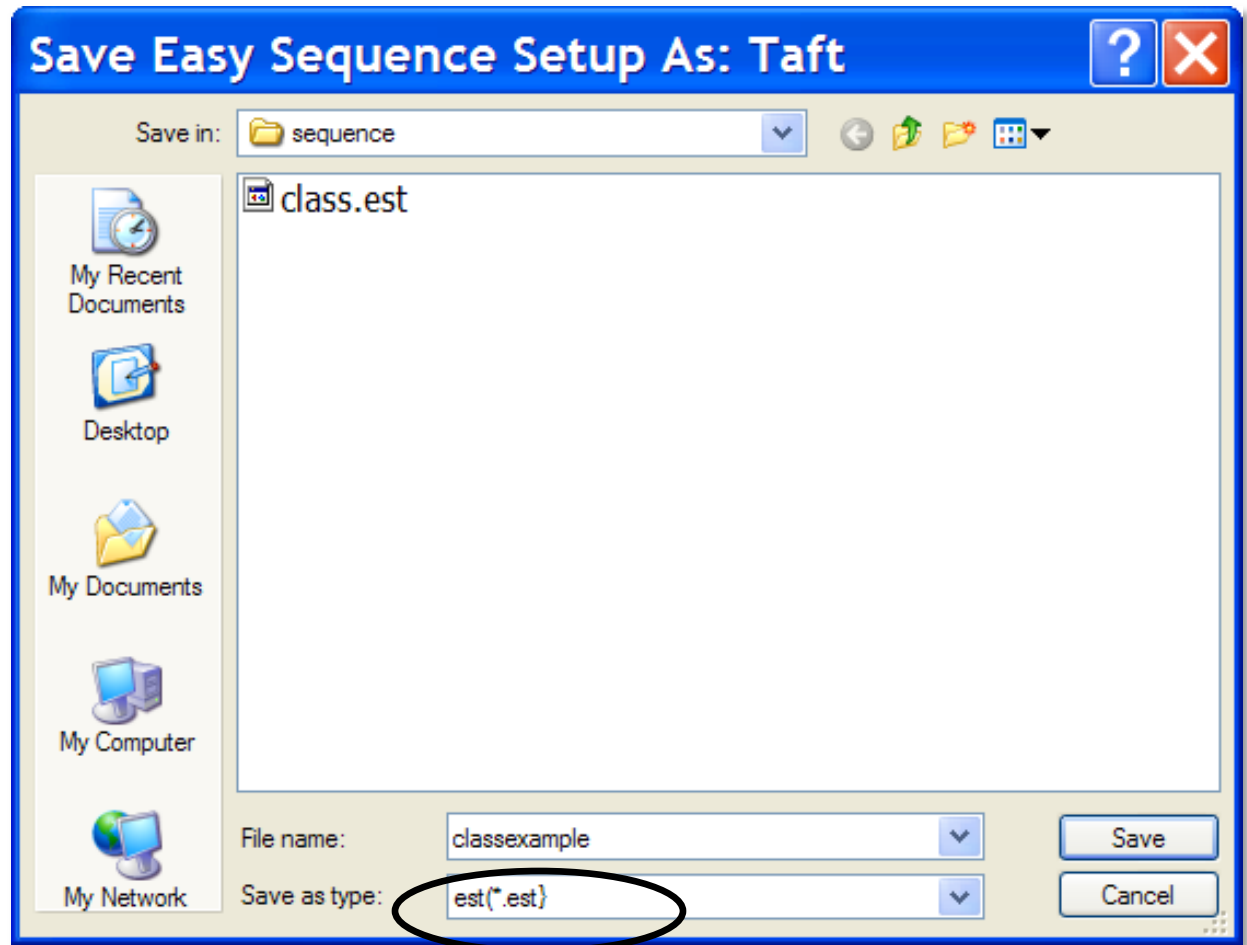 Save Easy Sequence Setup As: Taft
Save in:
sequence
class.est
My Recent
Documents
Desktop
My Documents
My Computer
My Network
File name:
classexample
Save
Save as type:
est(*.est}
Cancel